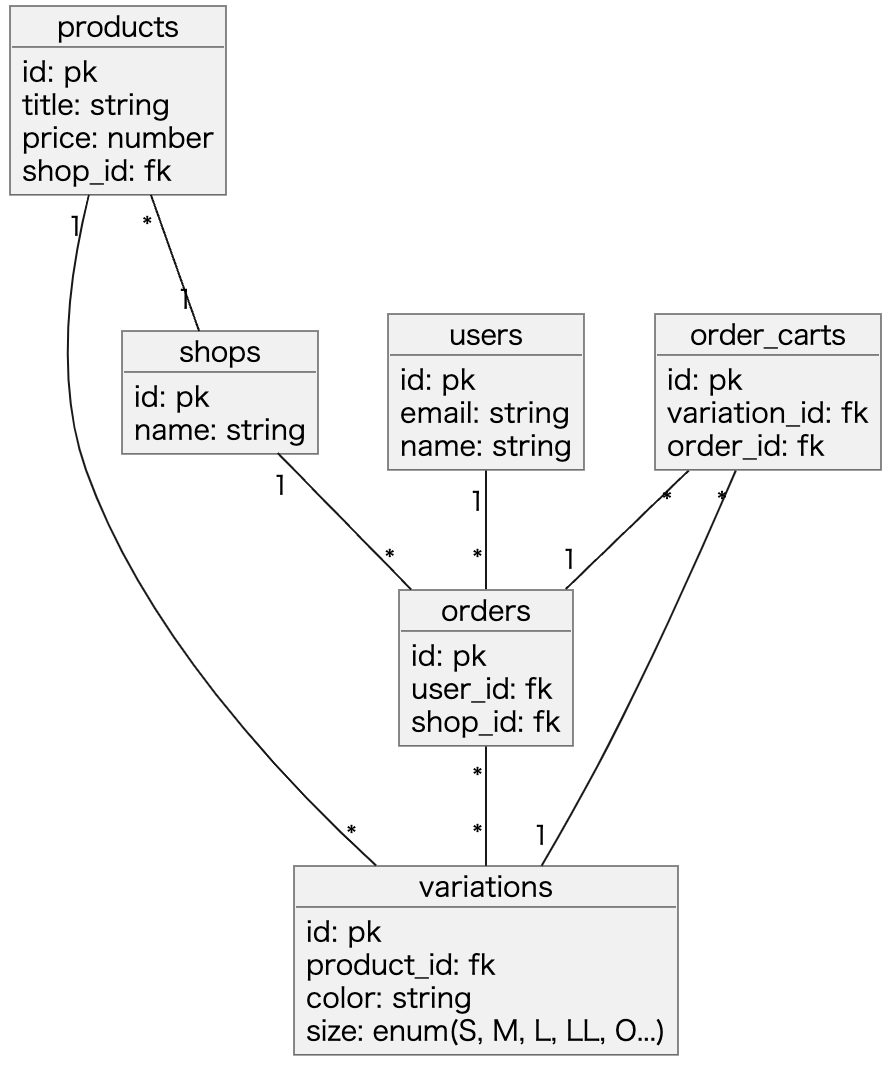 products
id: pk
title: string
price: number
shop_id: fk
1
*
1
shops
id: pk
name: string
users
id: pk
email: string
name: string
order_carts
id: pk
variation_id: fk
order_id: fk
1
*
1
*
*
1
*
orders
id: pk
user_id: fk
shop_id: fk
*
*
*
1
variations
id: pk
product_id: fk
color: string
size: enum(S, M, L, LL, O...)